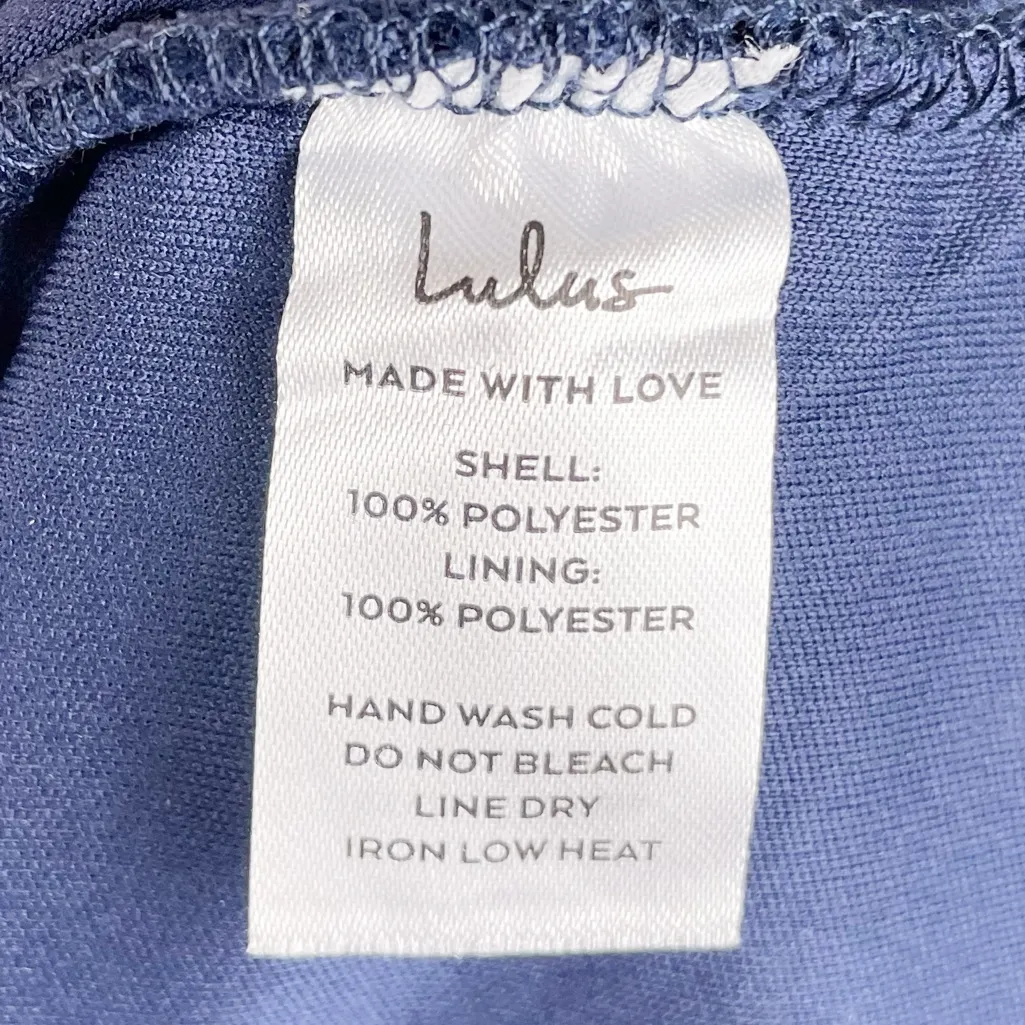 Lulus
MADE WITH LOVE
SHELL:
100% POLYESTER
LINING:
100% POLYESTER
HAND WASH COLD
DO NOT BLEACH
LINE DRY
IRON LOW HEAT